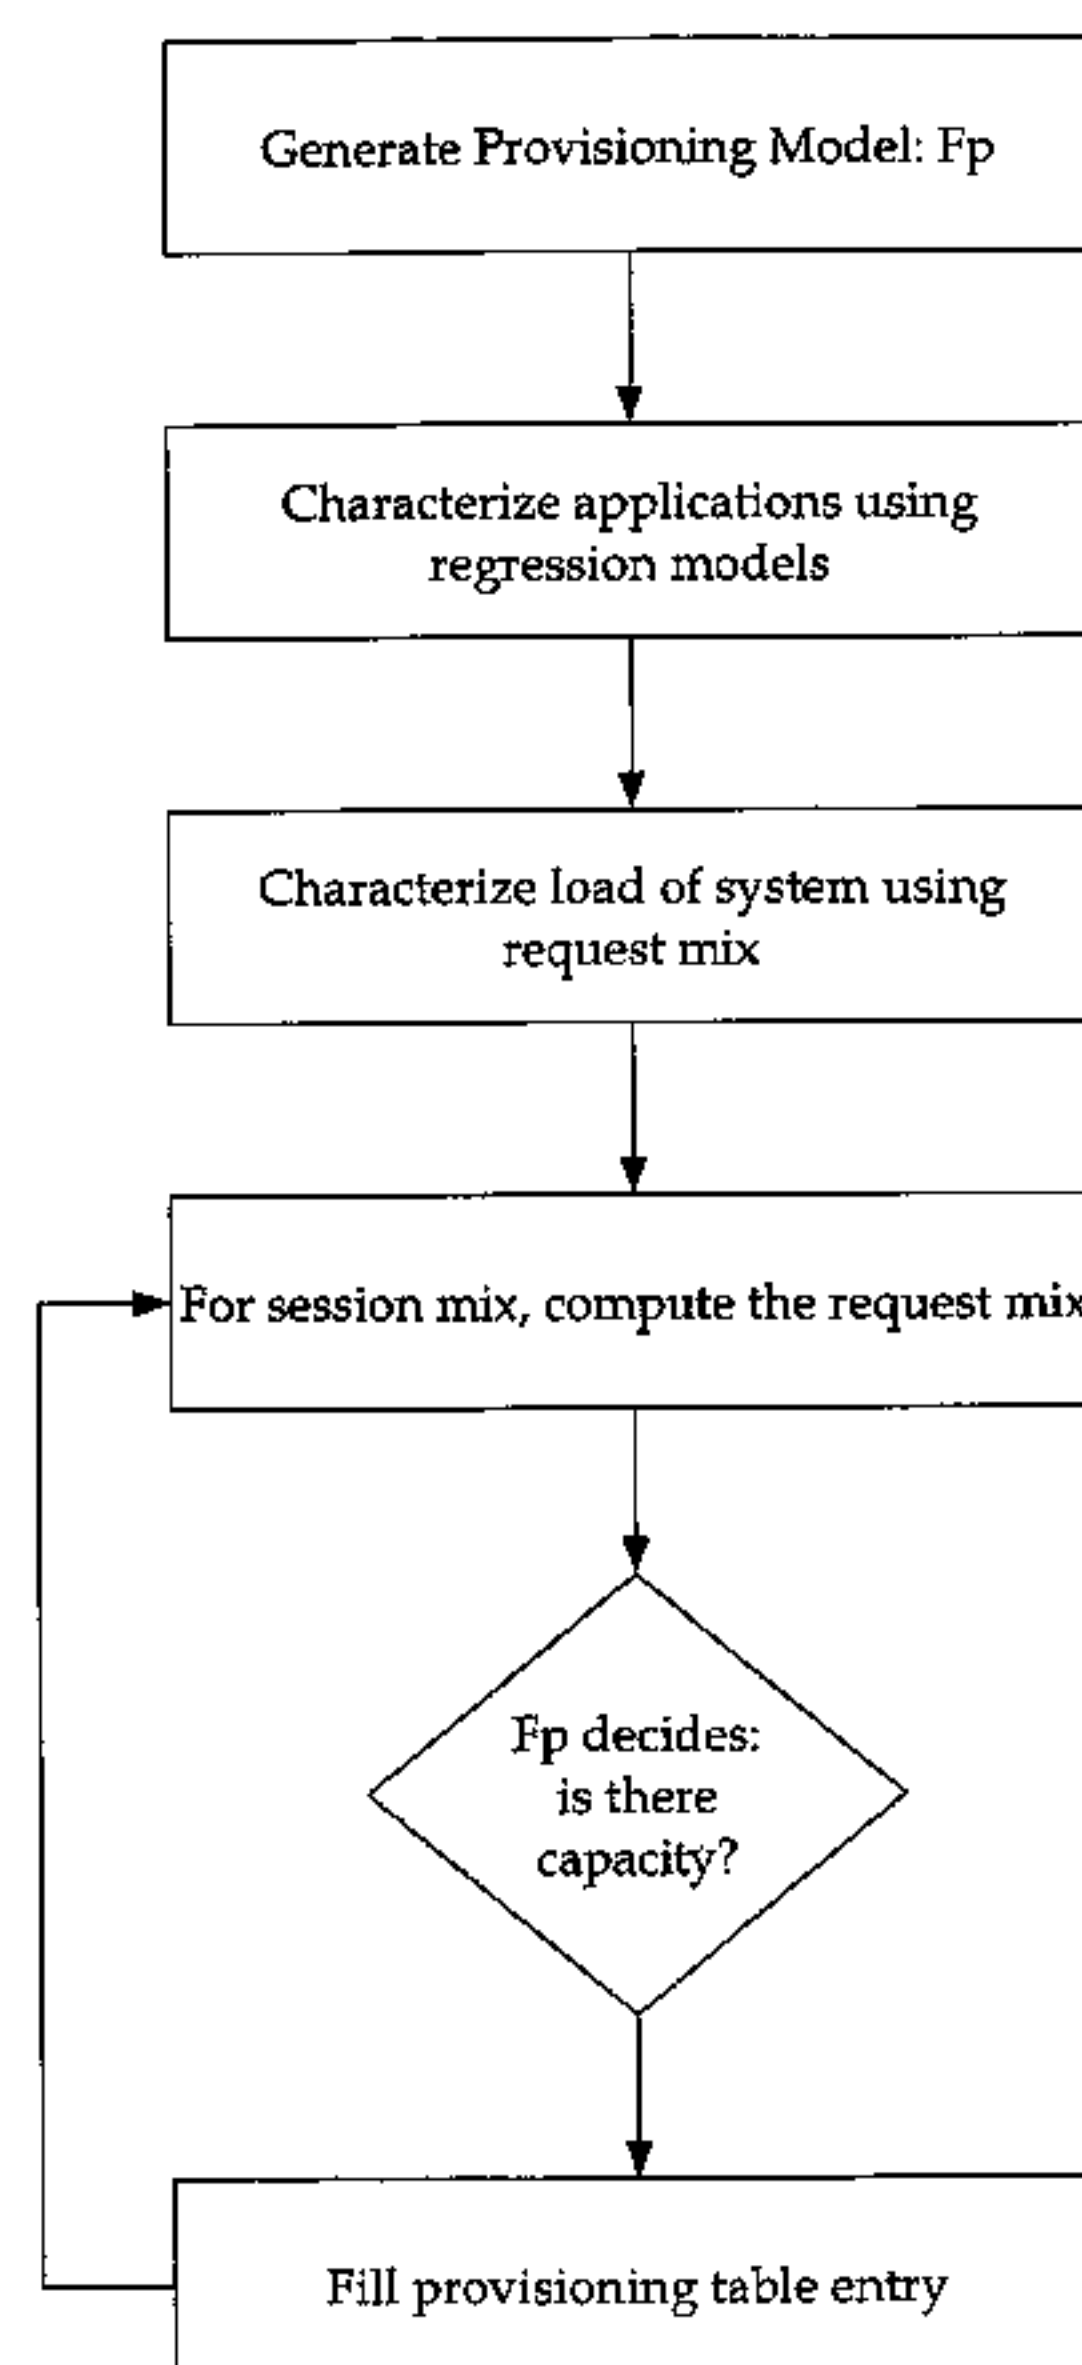 Generate Provisioning Model: Fp
Characterize applications using
regression models
Characterize load of system using
request mix
For session mix, compute the request mix
Fp decides:
is there
capacity?
Fill provisioning table entry